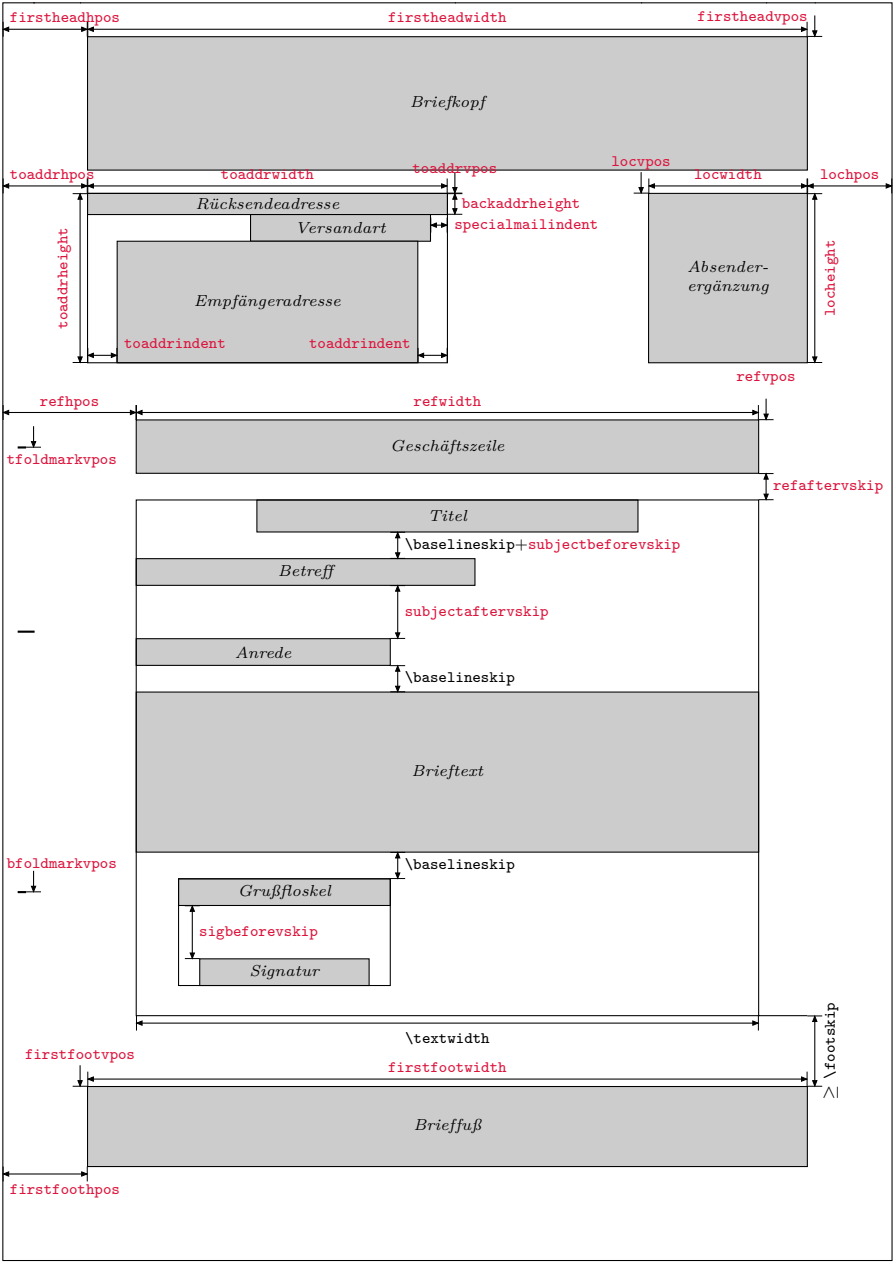 firstheadhpos
firstheadwidth
firstheadvpos
Briefkopf
toaddrhpos
toaddrwidth
toaddrvpos
locvpos
locwidth
lochpos
Rücksendeadresse
backaddrheight
Versandart
specialmailindent
toaddrheight
Empfängeradresse
toaddrindent
toaddrindent
Absender-
ergänzung
locheight
refvpos
refhpos
refwidth
Geschäftszeile
tfoldmarkvpos
refaftervskip
Titel
\baselineskip+subjectbeforevskip
Betreff
subjectaftervskip
Anrede
\baselineskip
Brieftext
bfoldmarkvpos
\baselineskip
Grußfloskel
sigbeforevskip
Signatur
\textwidth
≥ \footskip
firstfootvpos
firstfootwidth
Brieffuß
firstfoothpos